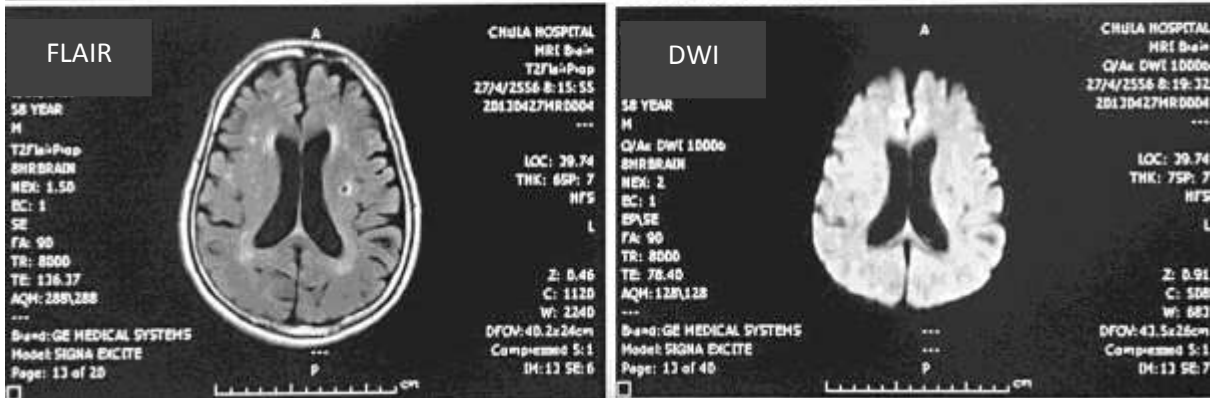 FLAIR
A
CHULA HOSPITAL
MRI Brain
T2FlairProp
27/4/2556 8:15:55
20130427MR0004
---
58 YEAR
M
T2FlairProp
8HRBRAIN
NEX: 1.50
EC: 1
SE
FA: 90
TR: 8000
TE: 136.37
AQM: 288\288
---
Brand: GE MEDICAL SYSTEMS
Model: SIGNA EXCITE
Page: 13 of 20
LOC: 39.74
THK: 6SP: 7
HFS
L
Z: 0.46
C: 1120
W: 2240
DFOV: 40.2x24cm
Compressed 5:1
IM: 13 SE: 6
---
P
cm
DWI
A
CHULA HOSPITAL
MRI Brain
O/Ax DWI 1000b
27/4/2556 8:19:32
20130427MR0004
---
58 YEAR
M
O/Ax DWI 1000b
8HRBRAIN
NEX: 2
EC: 1
EP\SE
FA: 90
TR: 8000
TE: 78.40
AQM: 128\128
---
Brand: GE MEDICAL SYSTEMS
Model: SIGNA EXCITE
Page: 13 of 40
LOC: 39.74
THK: 7SP: 7
HFS
L
Z: 0.91
C: 508
W: 683
DFOV: 43.5x26cm
Compressed 5:1
IM: 13 SE: 7
---
---
P
cm